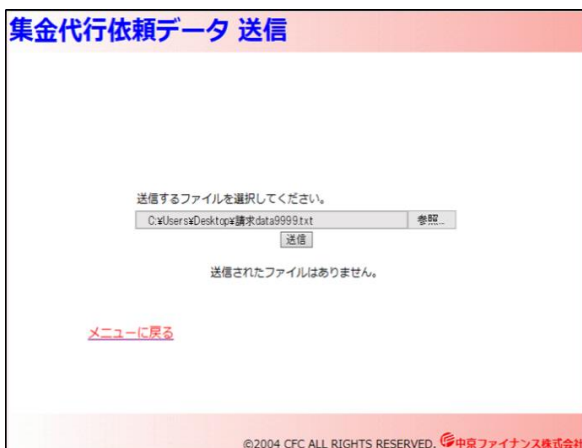 集金代行依頼データ 送信
送信するファイルを選択してください。
C:¥Users¥Desktop¥請求data9999.txt 参照...
送信
送信されたファイルはありません。
メニューに戻る
©2004 CFC ALL RIGHTS RESERVED. 中京ファイナンス株式会社